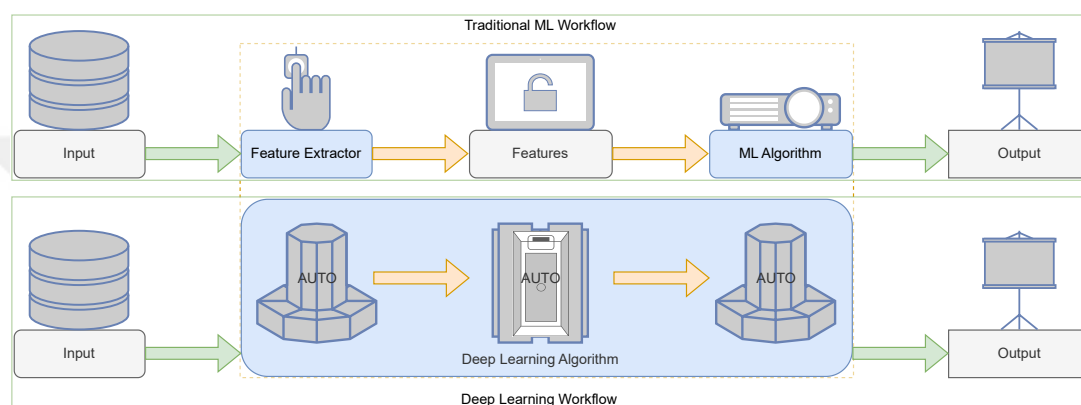 Traditional ML Workflow
Input
Feature Extractor
Features
ML Algorithm
Output
AUTO
AUTO
AUTO
Input
Deep Learning Algorithm
Output
Deep Learning Workflow